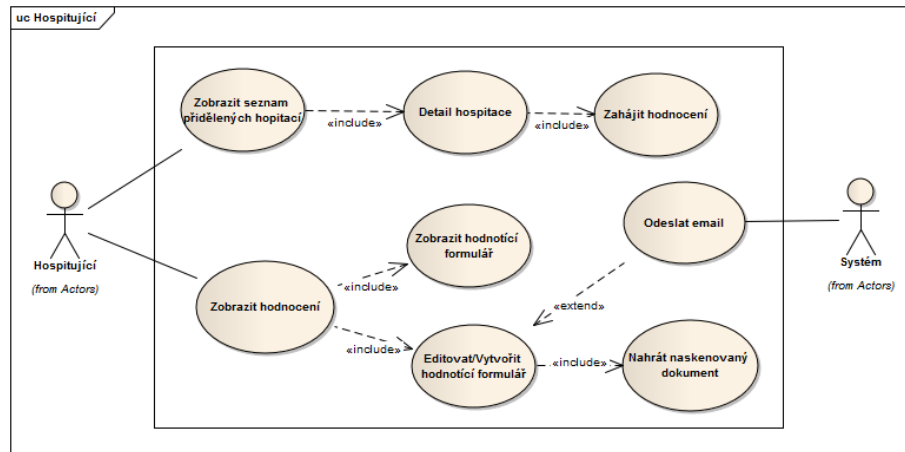 uc Hospitující
Zobrazit seznam
přidělených hopitací
«include»
Detail hospitace
«include»
Zahájit hodnocení
Hospitující
(from Actors)
Zobrazit hodnotící
formulář
Odeslat email
Systém
(from Actors)
Zobrazit hodnocení
«include»
«extend»
«include»
Editovat/Vytvořit
hodnotící formulář
«include»
Nahrát naskenovaný
dokument